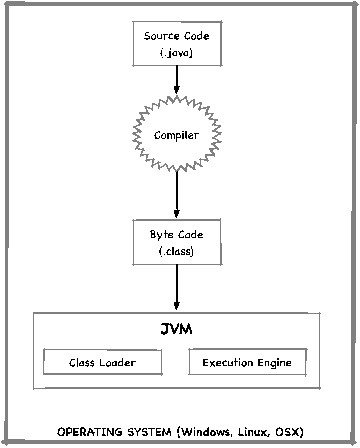 Source Code
(.java)
Compiler
Byte Code
(.class)
JVM
Class Loader
Execution Engine
OPERATING SYSTEM (Windows, Linux, OSX)